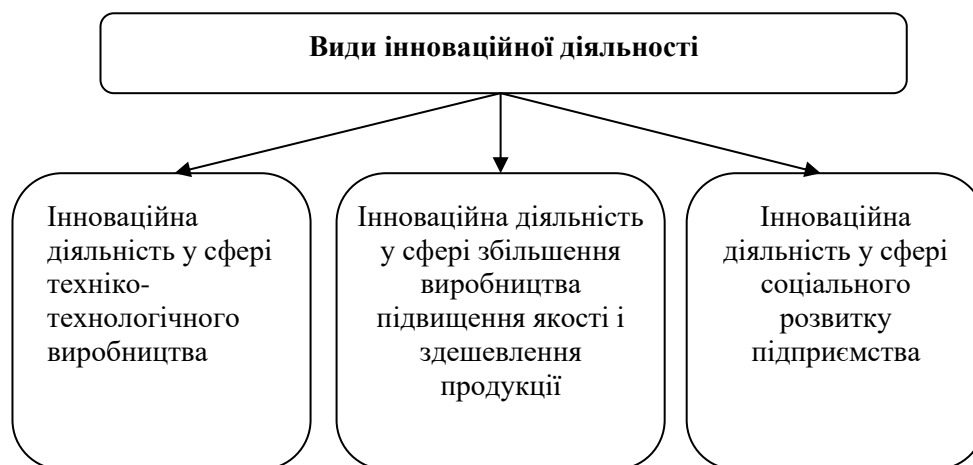 Види інноваційної діяльності
Інноваційна
діяльність у сфері
техніко-
технологічного
виробництва
Інноваційна діяльність
у сфері збільшення
виробництва
підвищення якості і
здешевлення
продукції
Інноваційна
діяльність у сфері
соціального
розвитку
підприємства